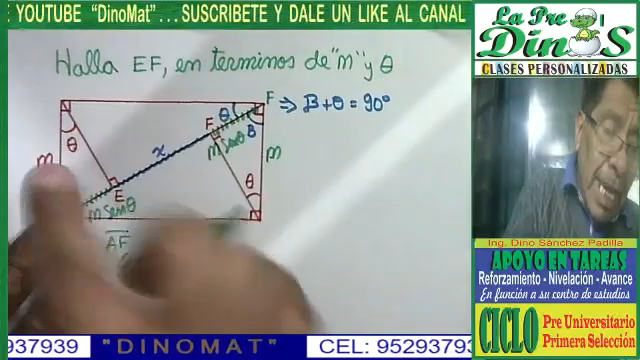 E YOUTUBE "DinoMat"... SUSCRIBETE Y DALE UN LIKE AL CANAL
La Pre
DinoS
CLASES PERSONALIZADAS
Halla EF, en terminos de "m" y θ
θ
F
⇒ B+θ = 90°
θ
F
B
x
m senθ
m
m
E
θ
m senθ
AF
Ing. Dino Sánchez Padilla
APOYO EN TAREAS
Reforzamiento - Nivelación - Avance
En función a su centro de estudios
CICLO
Pre Universitario
Primera Selección
937939
"DINOMAT"
CEL: 95293793